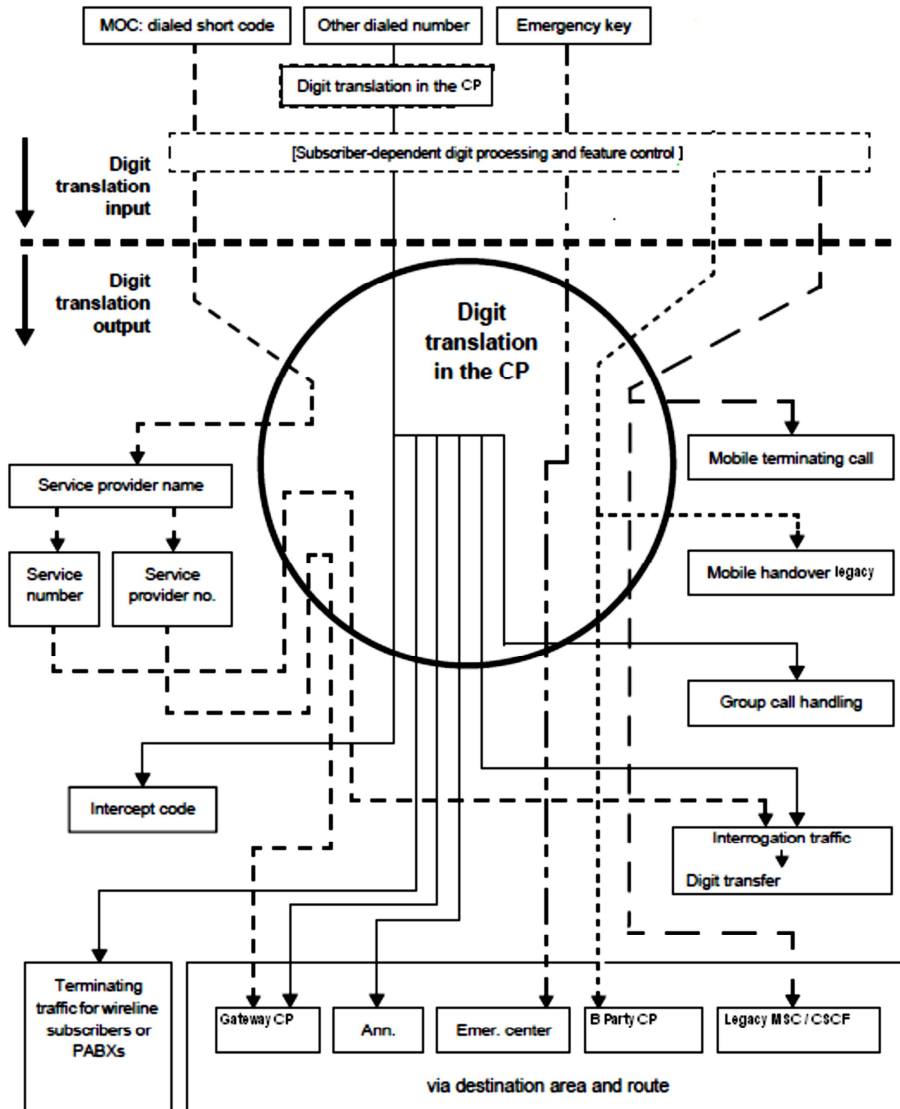 MOC: dialed short code
Other dialed number
Emergency key
Digit translation in the CP
[Subscriber-dependent digit processing and feature control ]
Digit
translation
input
Digit
translation
output
Digit
translation
in the CP
Mobile terminating call
Service provider name
Service
number
Service
provider no.
Mobile handover legacy
Group call handling
Intercept code
Interrogation traffic
Digit transfer
Terminating
traffic for wireline
subscribers or
PABXs
Gateway CP
Ann.
Emer. center
B Party CP
Legacy MSC / CSCF
via destination area and route